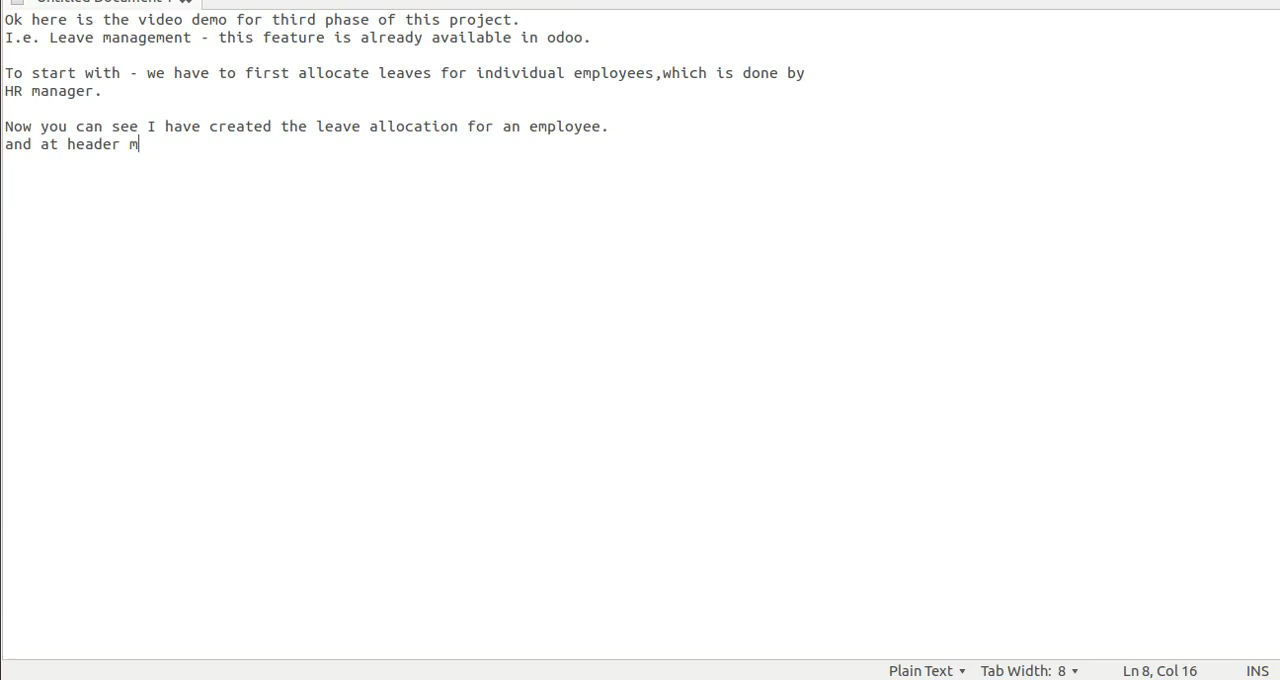 Untitled Document 1
Ok here is the video demo for third phase of this project.
I.e. Leave management - this feature is already available in odoo.
To start with - we have to first allocate leaves for individual employees,which is done by
HR manager.
Now you can see I have created the leave allocation for an employee.
and at header m
Plain Text Tab Width: 8 Ln 8, Col 16 INS